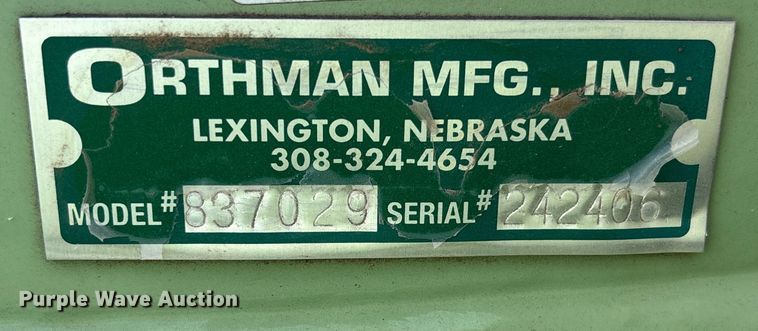 ORTHMAN MFG., INC.
LEXINGTON, NEBRASKA
308-324-4654
MODEL# 837029 SERIAL# 242406
Purple Wave Auction